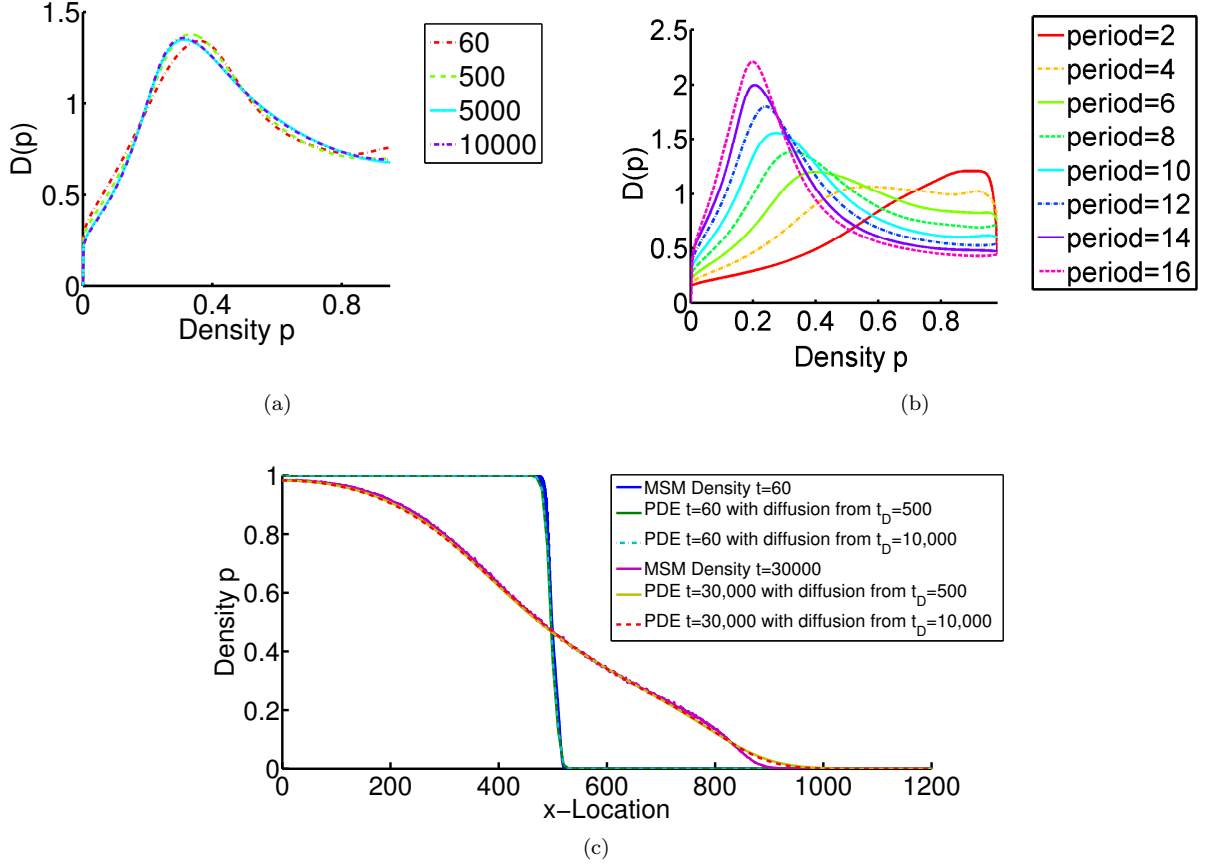 1.5
1
0.5
0
D(p)
0
0.4
0.8
Density p
60
500
5000
10000
(a)
2.5
2
1.5
1
0.5
0
D(p)
0
0.2
0.4
0.6
0.8
Density p
period=2
period=4
period=6
period=8
period=10
period=12
period=14
period=16
(b)
1
0.8
0.6
0.4
0.2
0
Density p
0
200
400
600
800
1000
1200
x-Location
MSM Density t=60
PDE t=60 with diffusion from t_D=500
PDE t=60 with diffusion from t_D=10,000
MSM Density t=30000
PDE t=30,000 with diffusion from t_D=500
PDE t=30,000 with diffusion from t_D=10,000
(c)